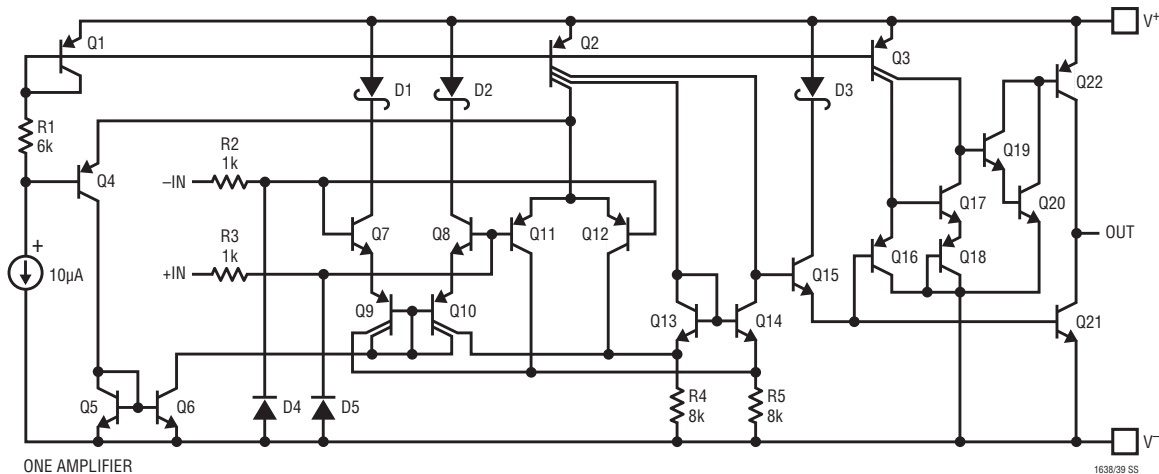 V+
Q1
Q2
Q3
D1
D2
D3
Q22
R1
6k
R2
1k
Q19
–IN
Q4
Q17
Q20
Q7
Q8
Q11
Q12
OUT
R3
1k
+
Q16
Q18
10µA
+IN
Q15
Q9
Q10
Q13
Q14
Q21
R4
8k
R5
8k
Q5
Q6
D4
D5
V–
ONE AMPLIFIER
1638/39 SS